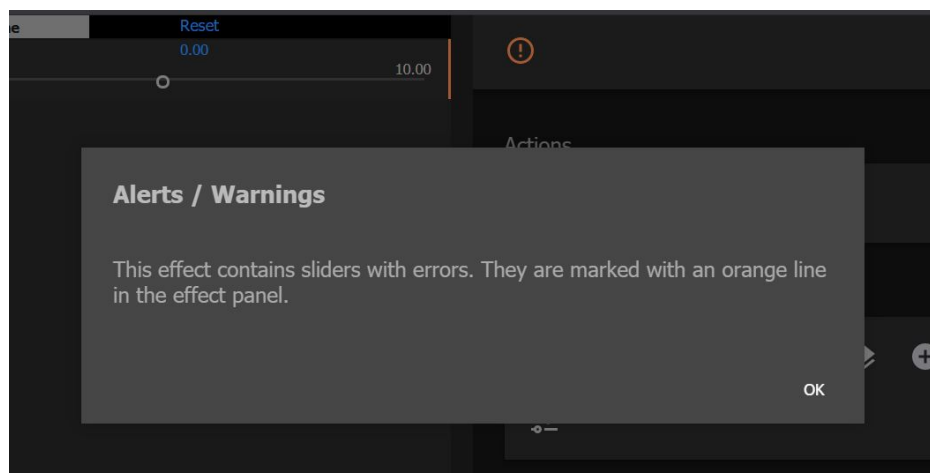 Reset
0.00
10.00
Actions
Alerts / Warnings
This effect contains sliders with errors. They are marked with an orange line
in the effect panel.
OK